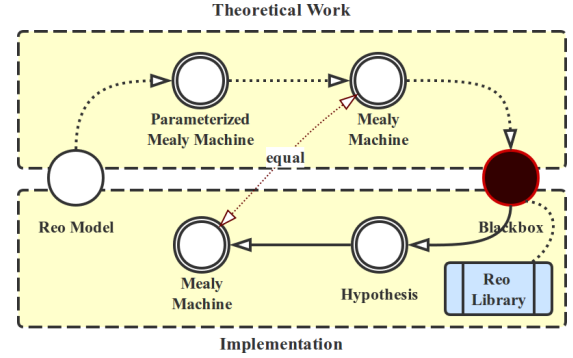 Theoretical Work
Parameterized
Mealy Machine
Mealy
Machine
equal
Reo Model
Blackbox
Mealy
Machine
Hypothesis
Reo
Library
Implementation